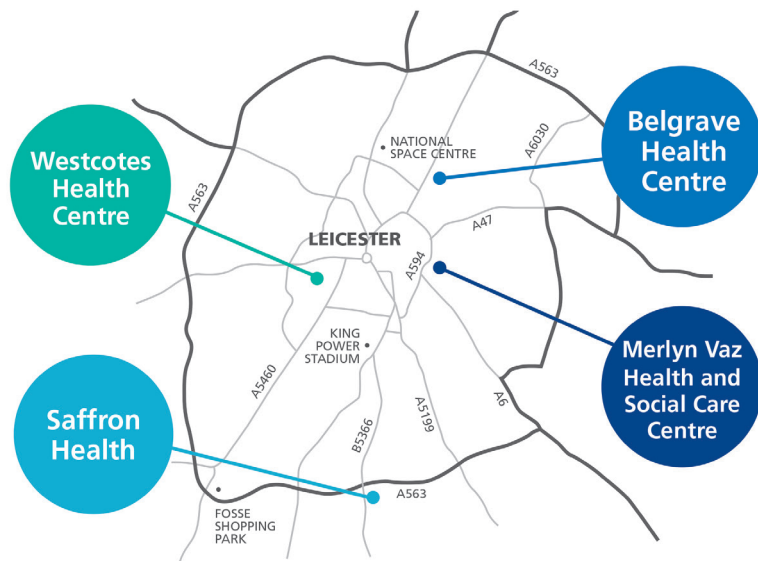 A563
Belgrave
Health
Centre
Westcotes
Health
Centre
NATIONAL
SPACE CENTRE
A6030
A563
A47
LEICESTER
A594
KING
POWER
STADIUM
Merlyn Vaz
Health and
Social Care
Centre
A5460
A6
Saffron
Health
B5366
A5199
A563
FOSSE
SHOPPING
PARK